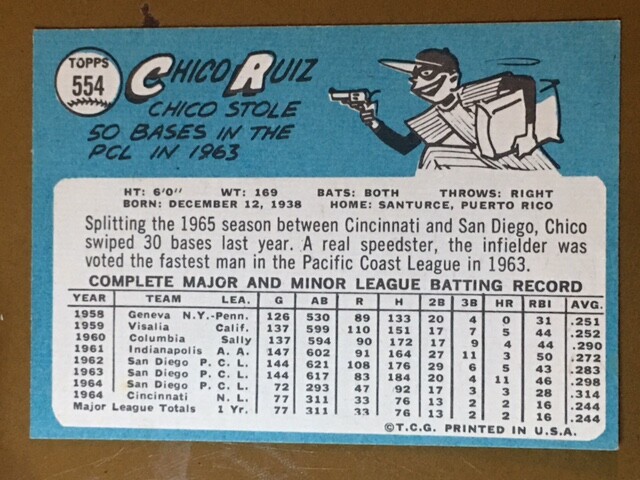 TOPPS
554
CHICO RUIZ
CHICO STOLE
50 BASES IN THE
PCL IN 1963
HT: 6'0" WT: 169 BATS: BOTH THROWS: RIGHT
BORN: DECEMBER 12, 1938 HOME: SANTURCE, PUERTO RICO
Splitting the 1965 season between Cincinnati and San Diego, Chico
swiped 30 bases last year. A real speedster, the infielder was
voted the fastest man in the Pacific Coast League in 1963.
COMPLETE MAJOR AND MINOR LEAGUE BATTING RECORD
YEAR TEAM LEA. G AB R H 2B 3B HR RBI AVG.
1958 Geneva N.Y.-Penn. 126 530 89 133 20 4 0 31 .251
1959 Visalia Calif. 137 599 110 151 17 7 5 44 .252
1960 Columbia Sally 137 594 90 172 17 9 4 44 .290
1961 Indianapolis A. A. 147 602 91 164 27 11 3 50 .272
1962 San Diego P. C. L. 144 621 108 176 29 6 5 43 .283
1963 San Diego P. C. L. 144 617 83 184 20 4 11 46 .298
1964 San Diego P. C. L. 72 293 47 92 17 3 3 28 .314
1964 Cincinnati N. L. 77 311 33 76 13 2 2 16 .244
Major League Totals 1 Yr. 77 311 33 76 13 2 2 16 .244
©T.C.G. PRINTED IN U.S.A.